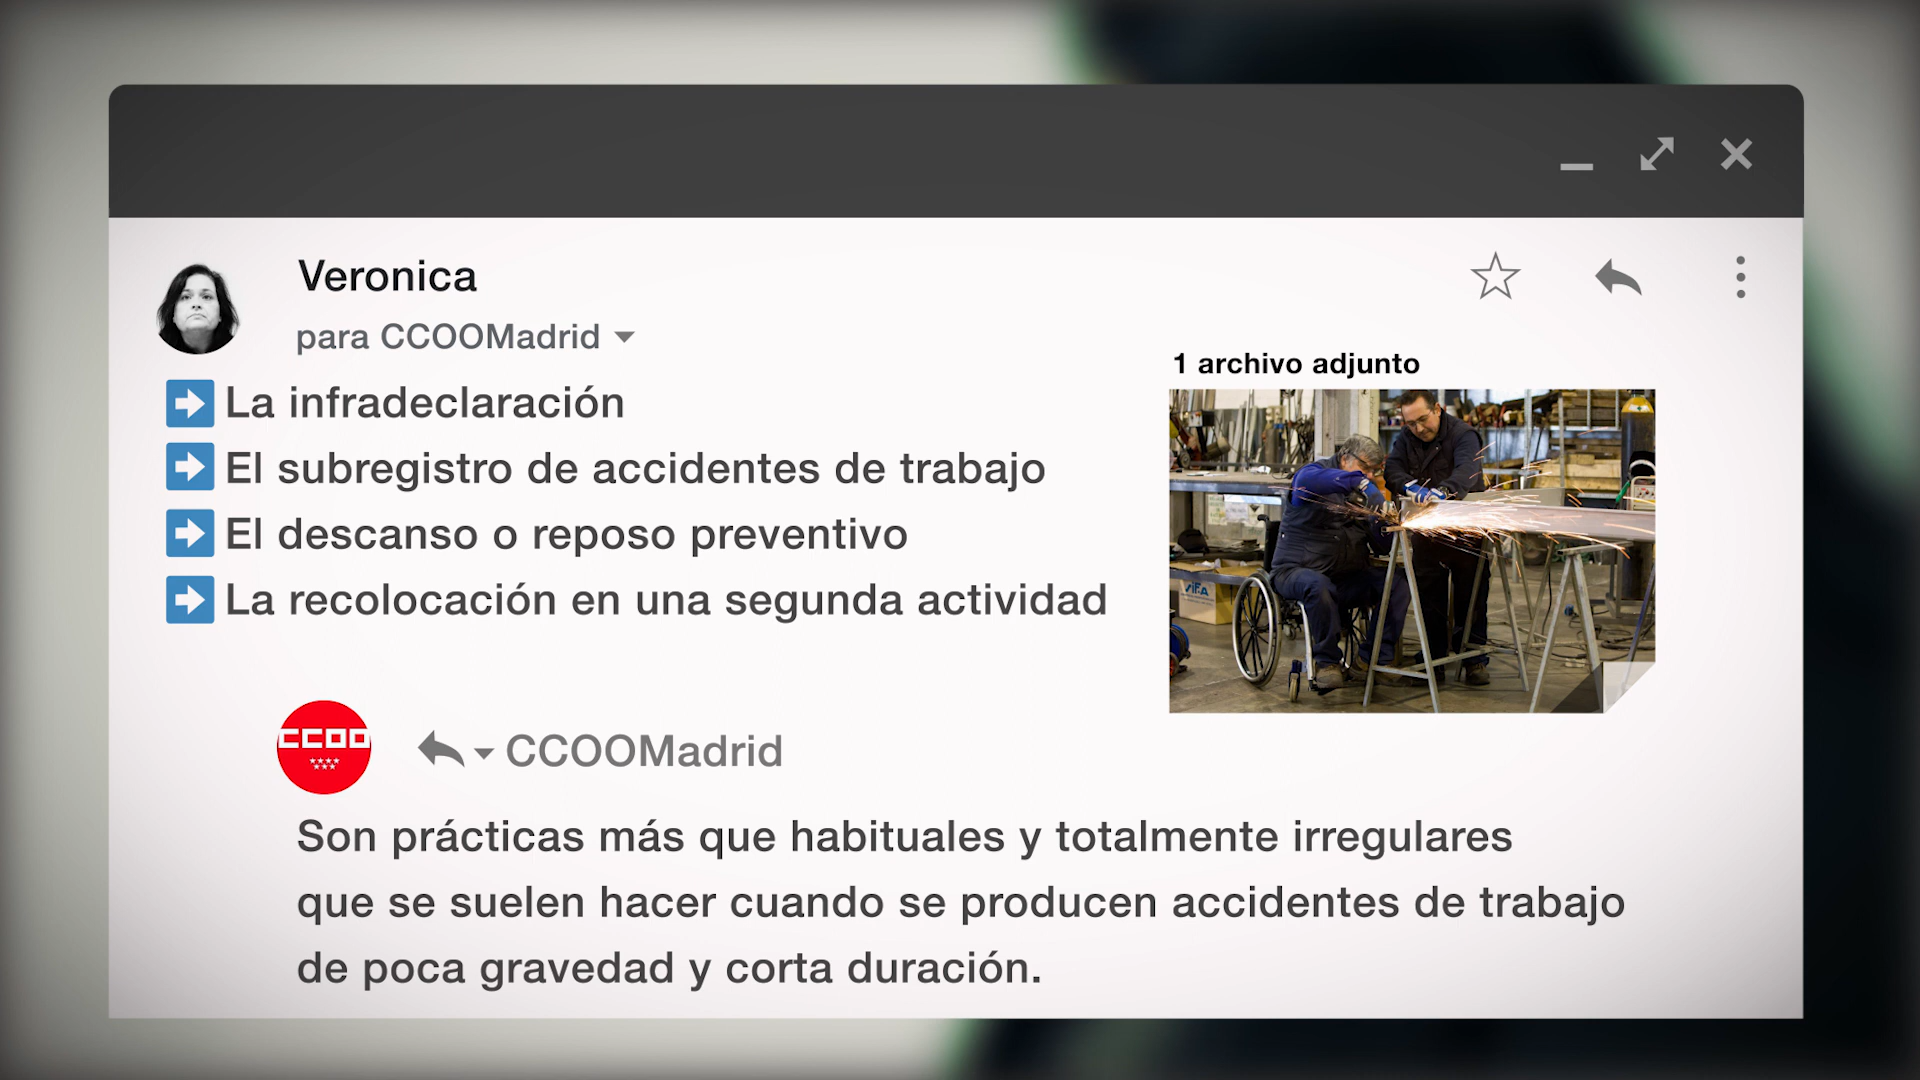 Veronica
para CCOOMadrid
1 archivo adjunto
La infradeclaración
El subregistro de accidentes de trabajo
El descanso o reposo preventivo
La recolocación en una segunda actividad
ViFA
CCOO
CCOOMadrid
Son prácticas más que habituales y totalmente irregulares
que se suelen hacer cuando se producen accidentes de trabajo
de poca gravedad y corta duración.